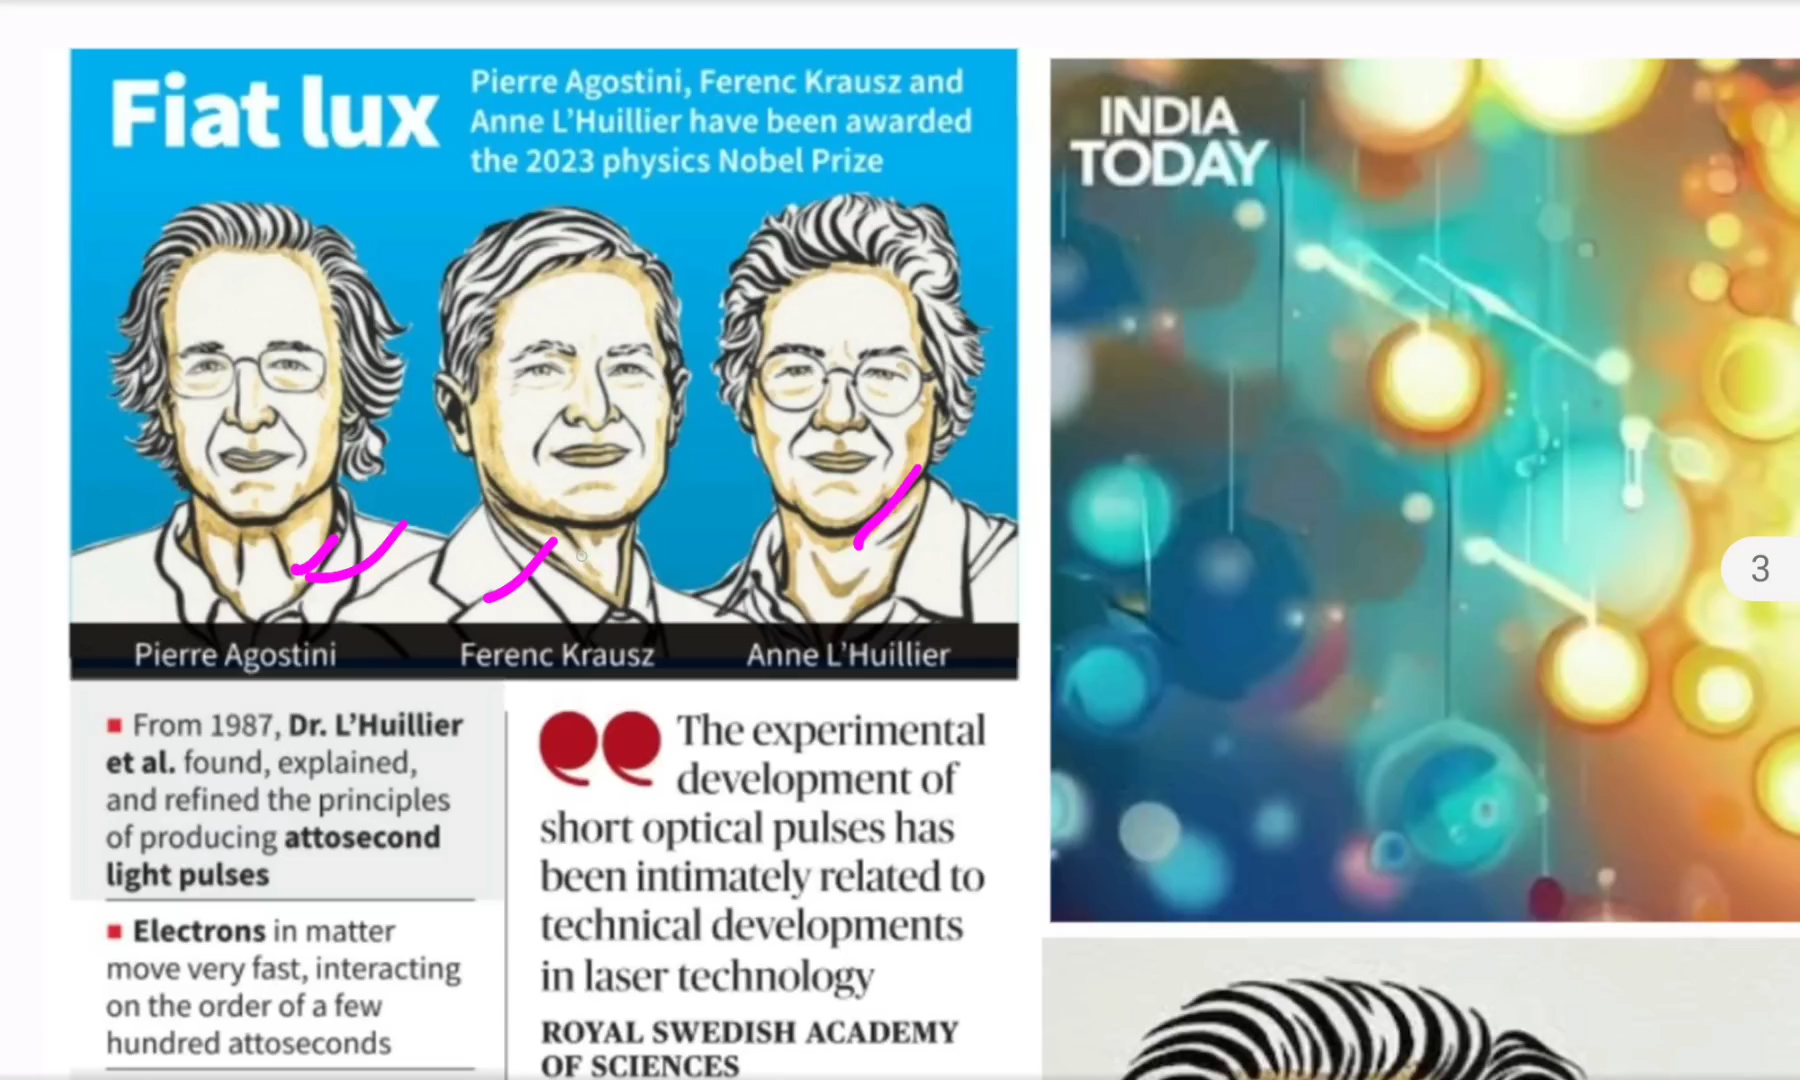 Fiat lux
Pierre Agostini, Ferenc Krausz and
Anne L'Huillier have been awarded
the 2023 physics Nobel Prize
Pierre Agostini
Ferenc Krausz
Anne L'Huillier
From 1987, Dr. L'Huillier
et al. found, explained,
and refined the principles
of producing attosecond
light pulses
Electrons in matter
move very fast, interacting
on the order of a few
hundred attoseconds
The experimental
development of
short optical pulses has
been intimately related to
technical developments
in laser technology
ROYAL SWEDISH ACADEMY
OF SCIENCES
INDIA
TODAY
3